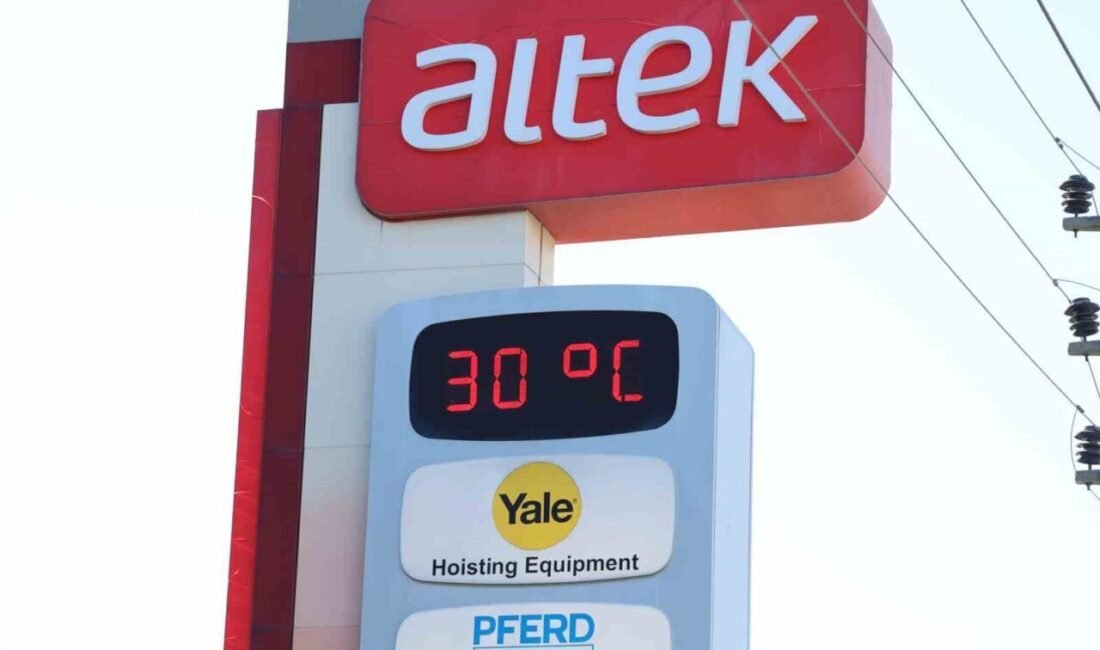 altek
30 °C
Yale
Hoisting Equipment
PFERD